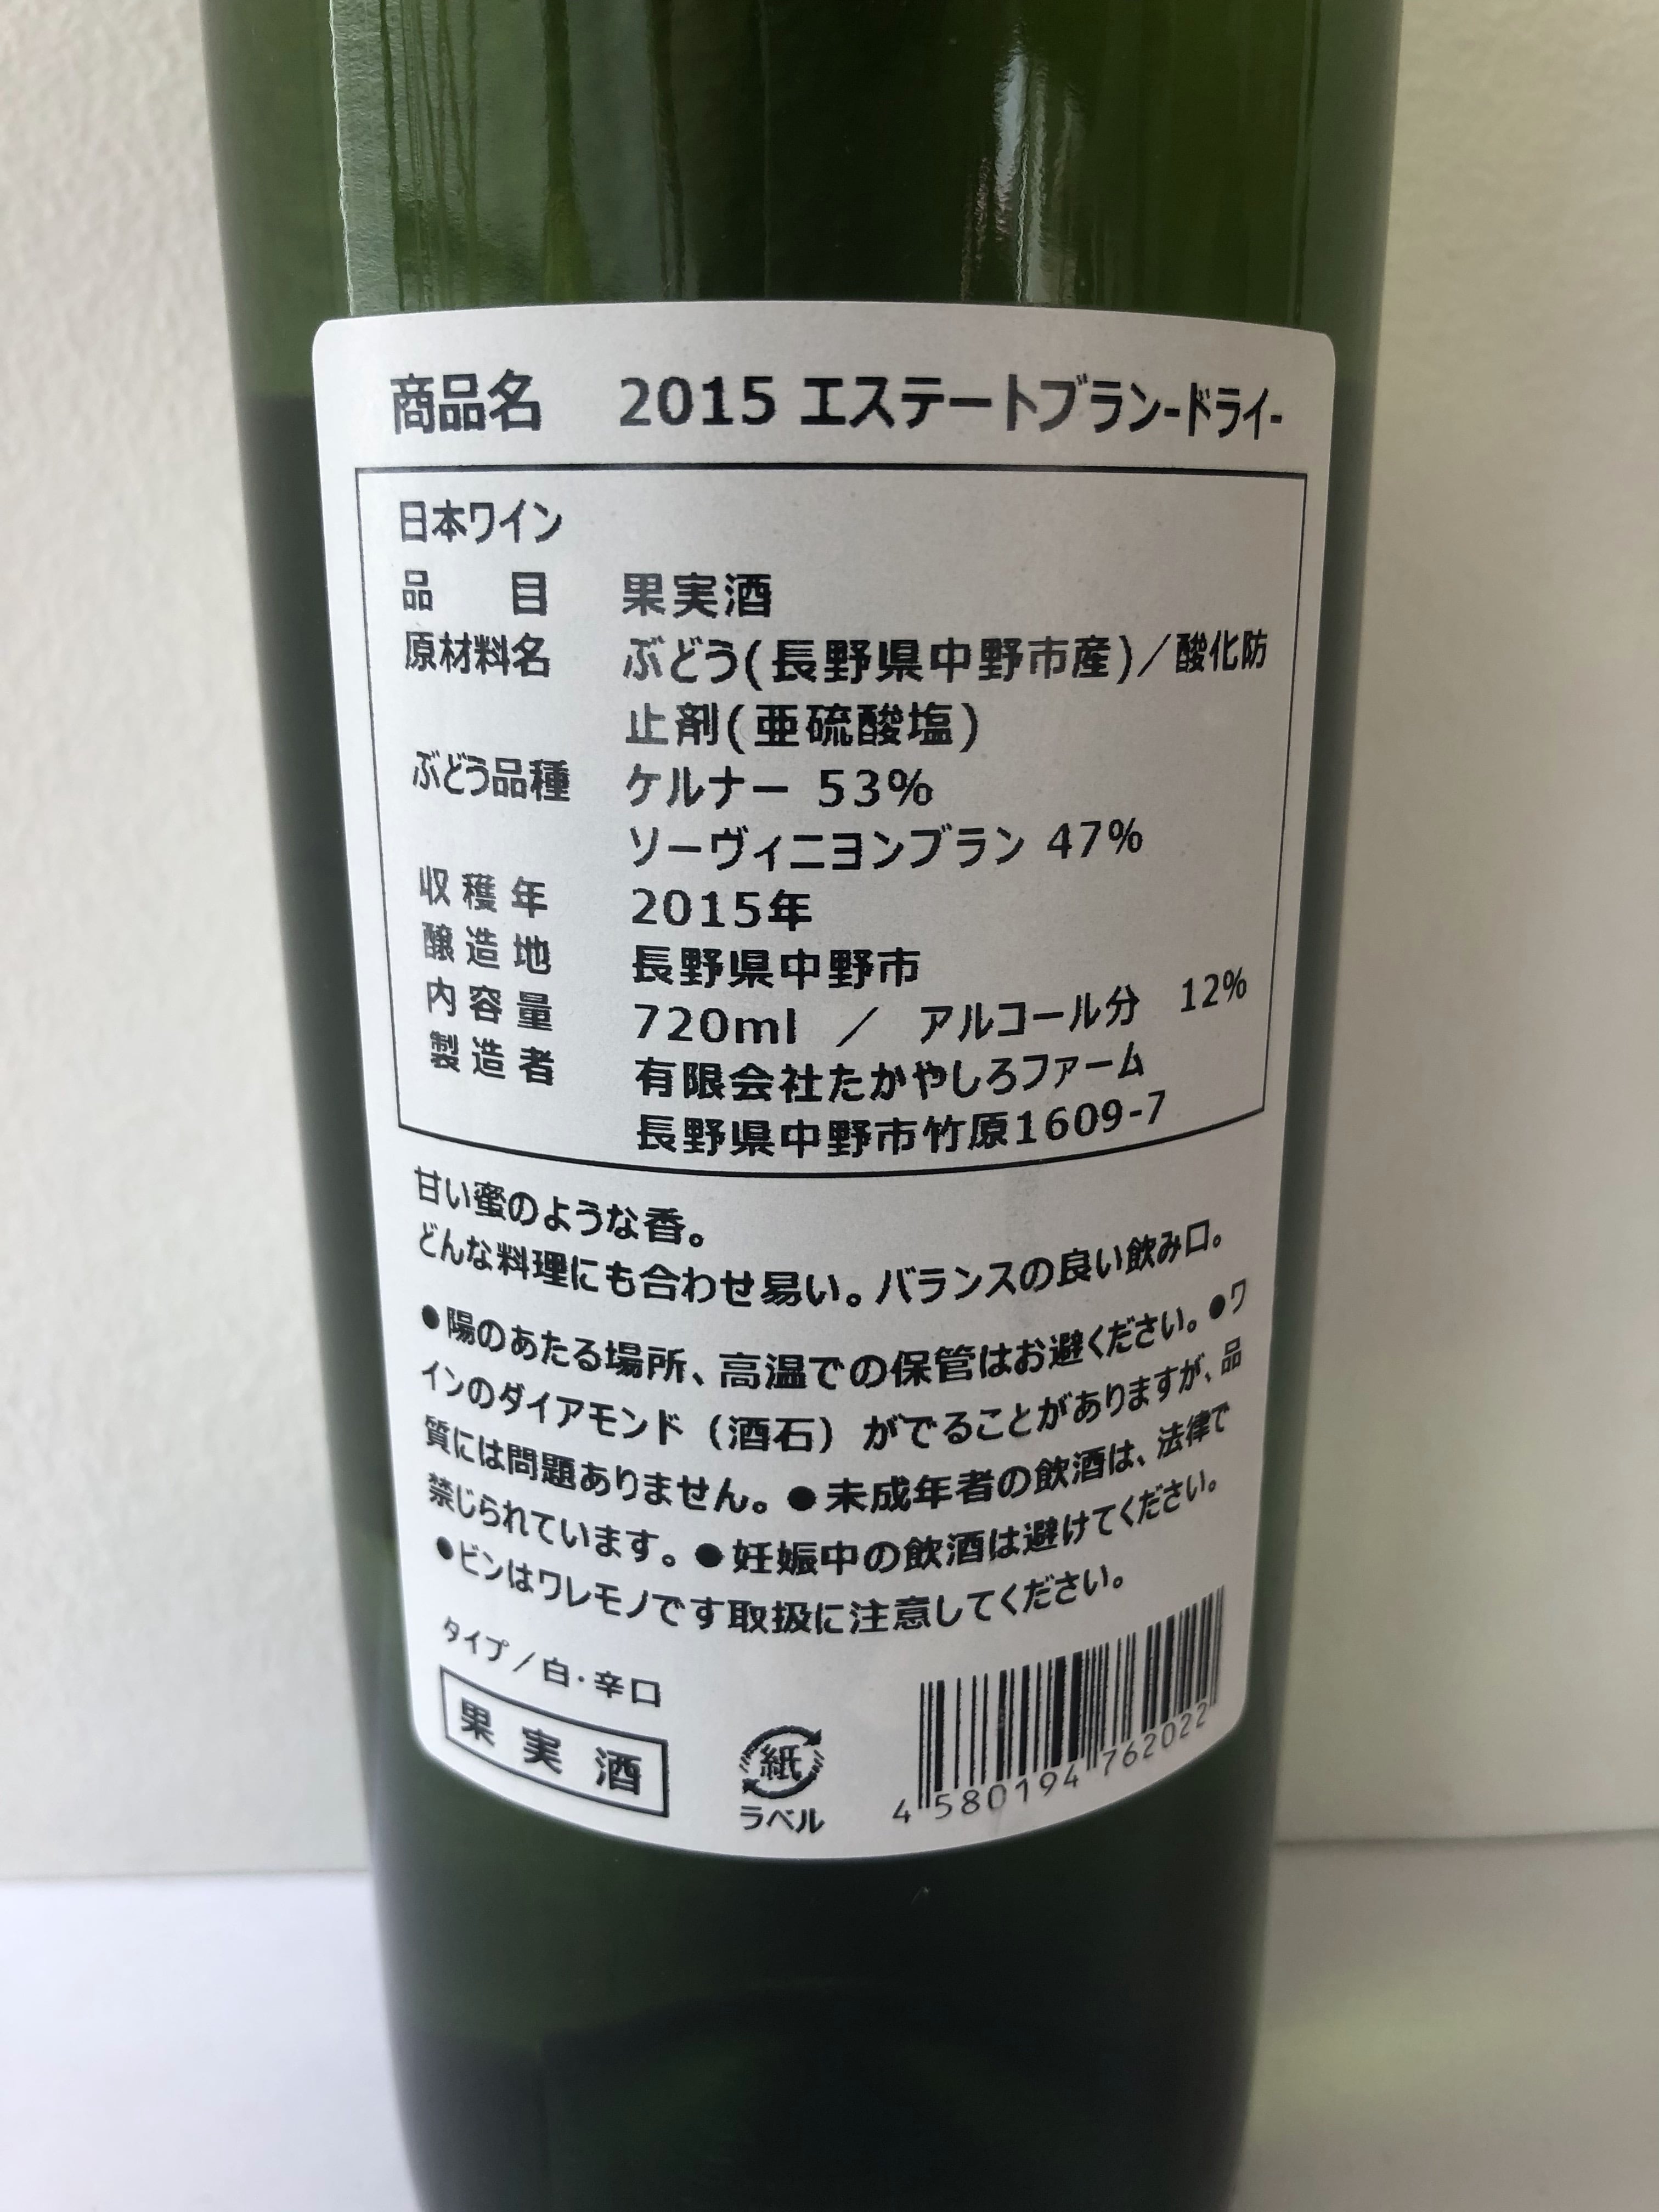 商品名 2015 エステートブラン-ドライ-
日本ワイン
品目 果実酒
原材料名 ぶどう(長野県中野市産)/酸化防
止剤(亜硫酸塩)
ぶどう品種 ケルナー 53%
ソーヴィニヨンブラン 47%
収穫年 2015年
醸造地 長野県中野市
内容量 720ml / アルコール分 12%
製造者 有限会社たかやしろファーム
長野県中野市竹原1609-7
甘い蜜のような香。
どんな料理にも合わせ易い。バランスの良い飲み口。
●陽のあたる場所、高温での保管はお避ください。●ワ
インのダイアモンド（酒石）がでることがありますが、品
質には問題ありません。●未成年者の飲酒は、法律で
禁じられています。●妊娠中の飲酒は避けてください。
●ビンはワレモノです取扱に注意してください。
タイプ/白・辛口
果実酒
紙
ラベル
4580194762022